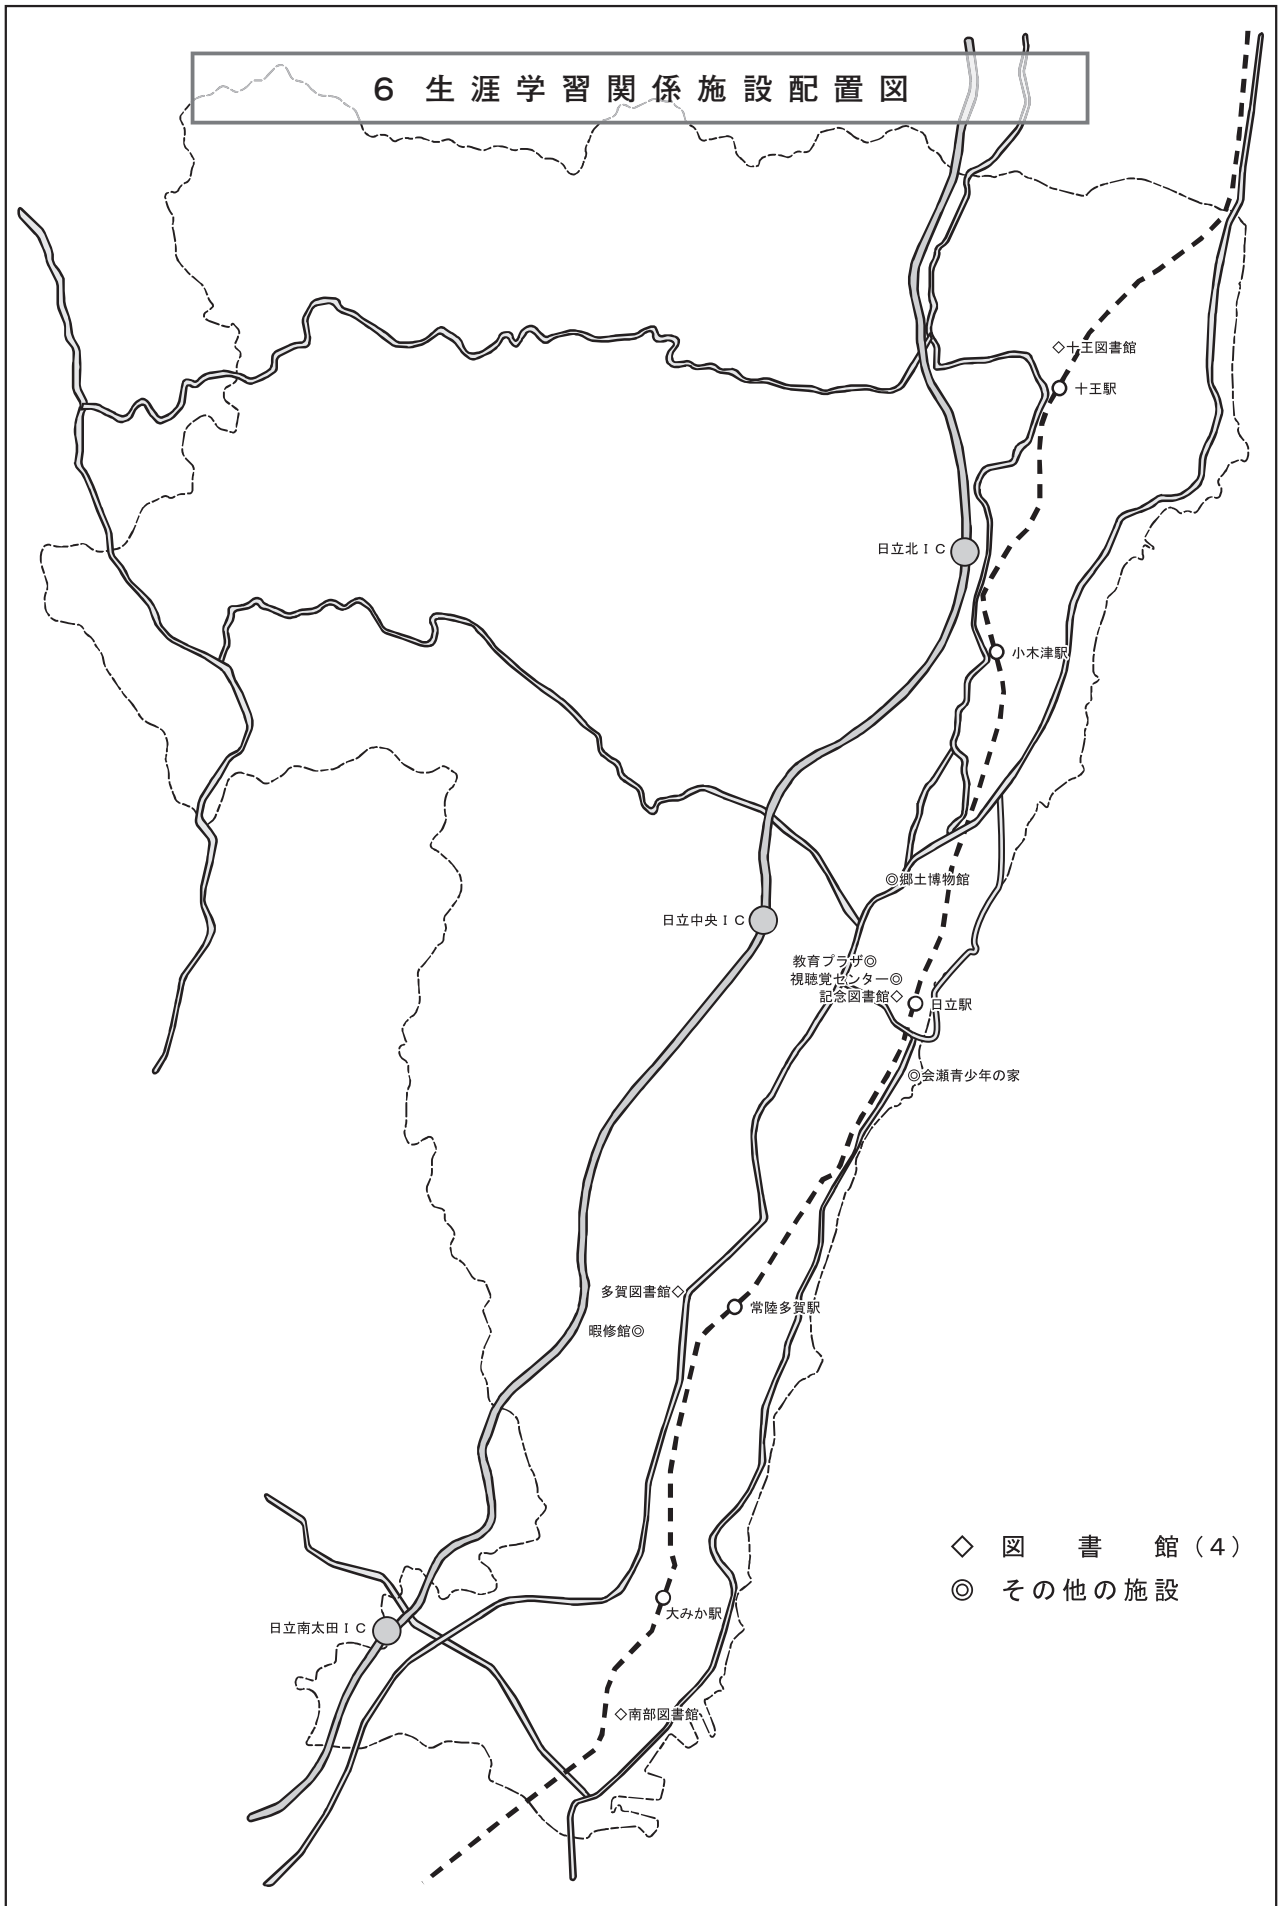 6 生涯学習関係施設配置図
◇十王図書館
十王駅
日立北ＩＣ
小木津駅
◎郷土博物館
日立中央ＩＣ
教育プラザ◎
視聴覚センター◎
記念図書館◇
日立駅
◎会瀬青少年の家
多賀図書館◇
常陸多賀駅
暇修館◎
◇ 図書館（4）
◎ その他の施設
大みか駅
日立南太田ＩＣ
◇南部図書館